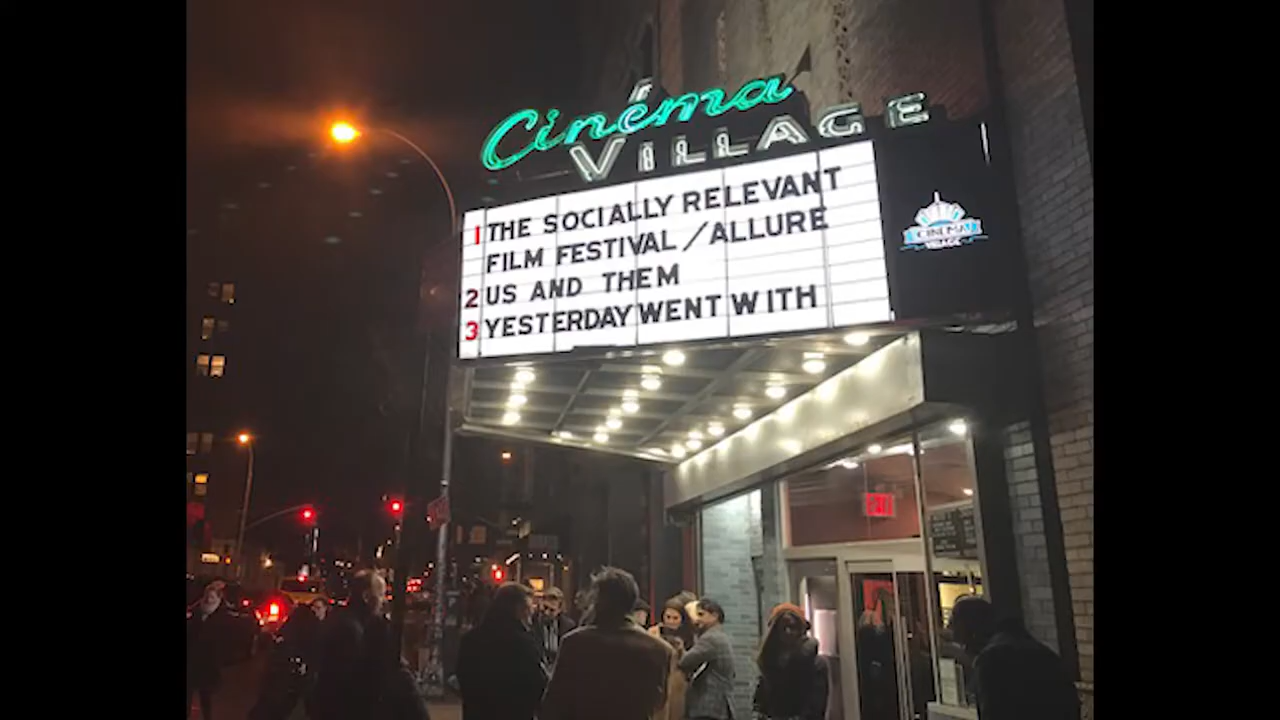 Cinema
VILLAGE
1 THE SOCIALLY RELEVANT
FILM FESTIVAL / ALLURE
2 US AND THEM
3 YESTERDAY WENT WITH
CINEMA
VILLAGE
EXIT